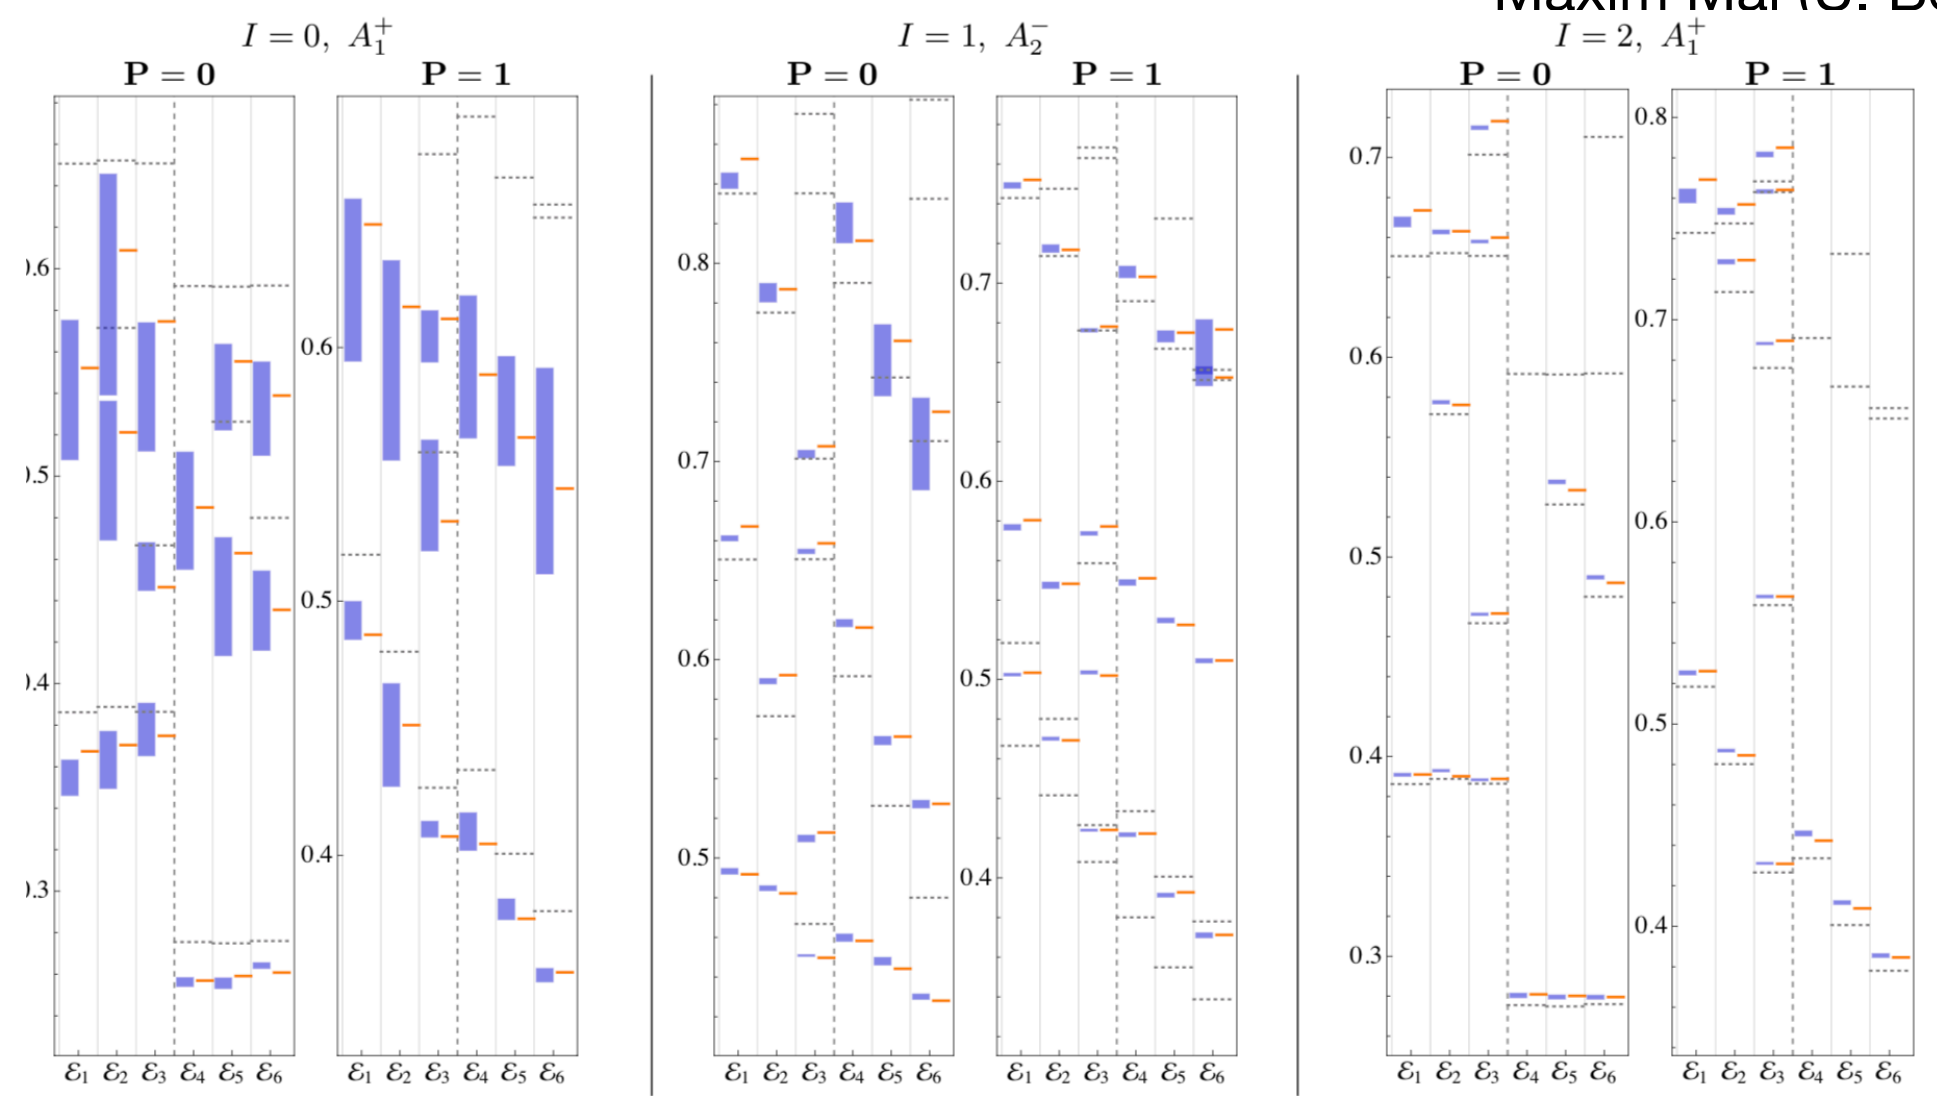 I = 0, A₁⁺
P = 0
P = 1
0.6
0.5
0.4
0.3
0.6
0.5
0.4
ℰ₁ ℰ₂ ℰ₃ ℰ₄ ℰ₅ ℰ₆
ℰ₁ ℰ₂ ℰ₃ ℰ₄ ℰ₅ ℰ₆
I = 1, A₂⁻
P = 0
P = 1
0.8
0.7
0.6
0.5
0.7
0.6
0.5
0.4
ℰ₁ ℰ₂ ℰ₃ ℰ₄ ℰ₅ ℰ₆
ℰ₁ ℰ₂ ℰ₃ ℰ₄ ℰ₅ ℰ₆
I = 2, A₁⁺
P = 0
P = 1
0.7
0.6
0.5
0.4
0.3
0.8
0.7
0.6
0.5
0.4
ℰ₁ ℰ₂ ℰ₃ ℰ₄ ℰ₅ ℰ₆
ℰ₁ ℰ₂ ℰ₃ ℰ₄ ℰ₅ ℰ₆